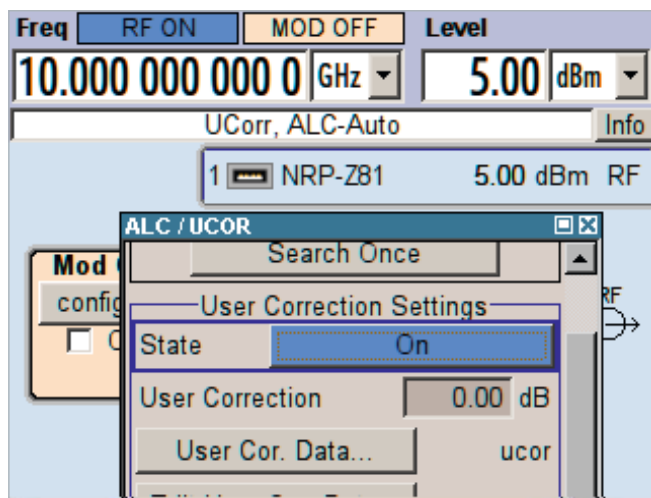 Freq RF ON MOD OFF Level
10.000 000 000 0 GHz 5.00 dBm
UCorr, ALC-Auto Info
1 NRP-Z81 5.00 dBm RF
ALC / UCOR
Search Once
Mod
config
User Correction Settings
RF
State On
User Correction 0.00 dB
User Cor. Data... ucor